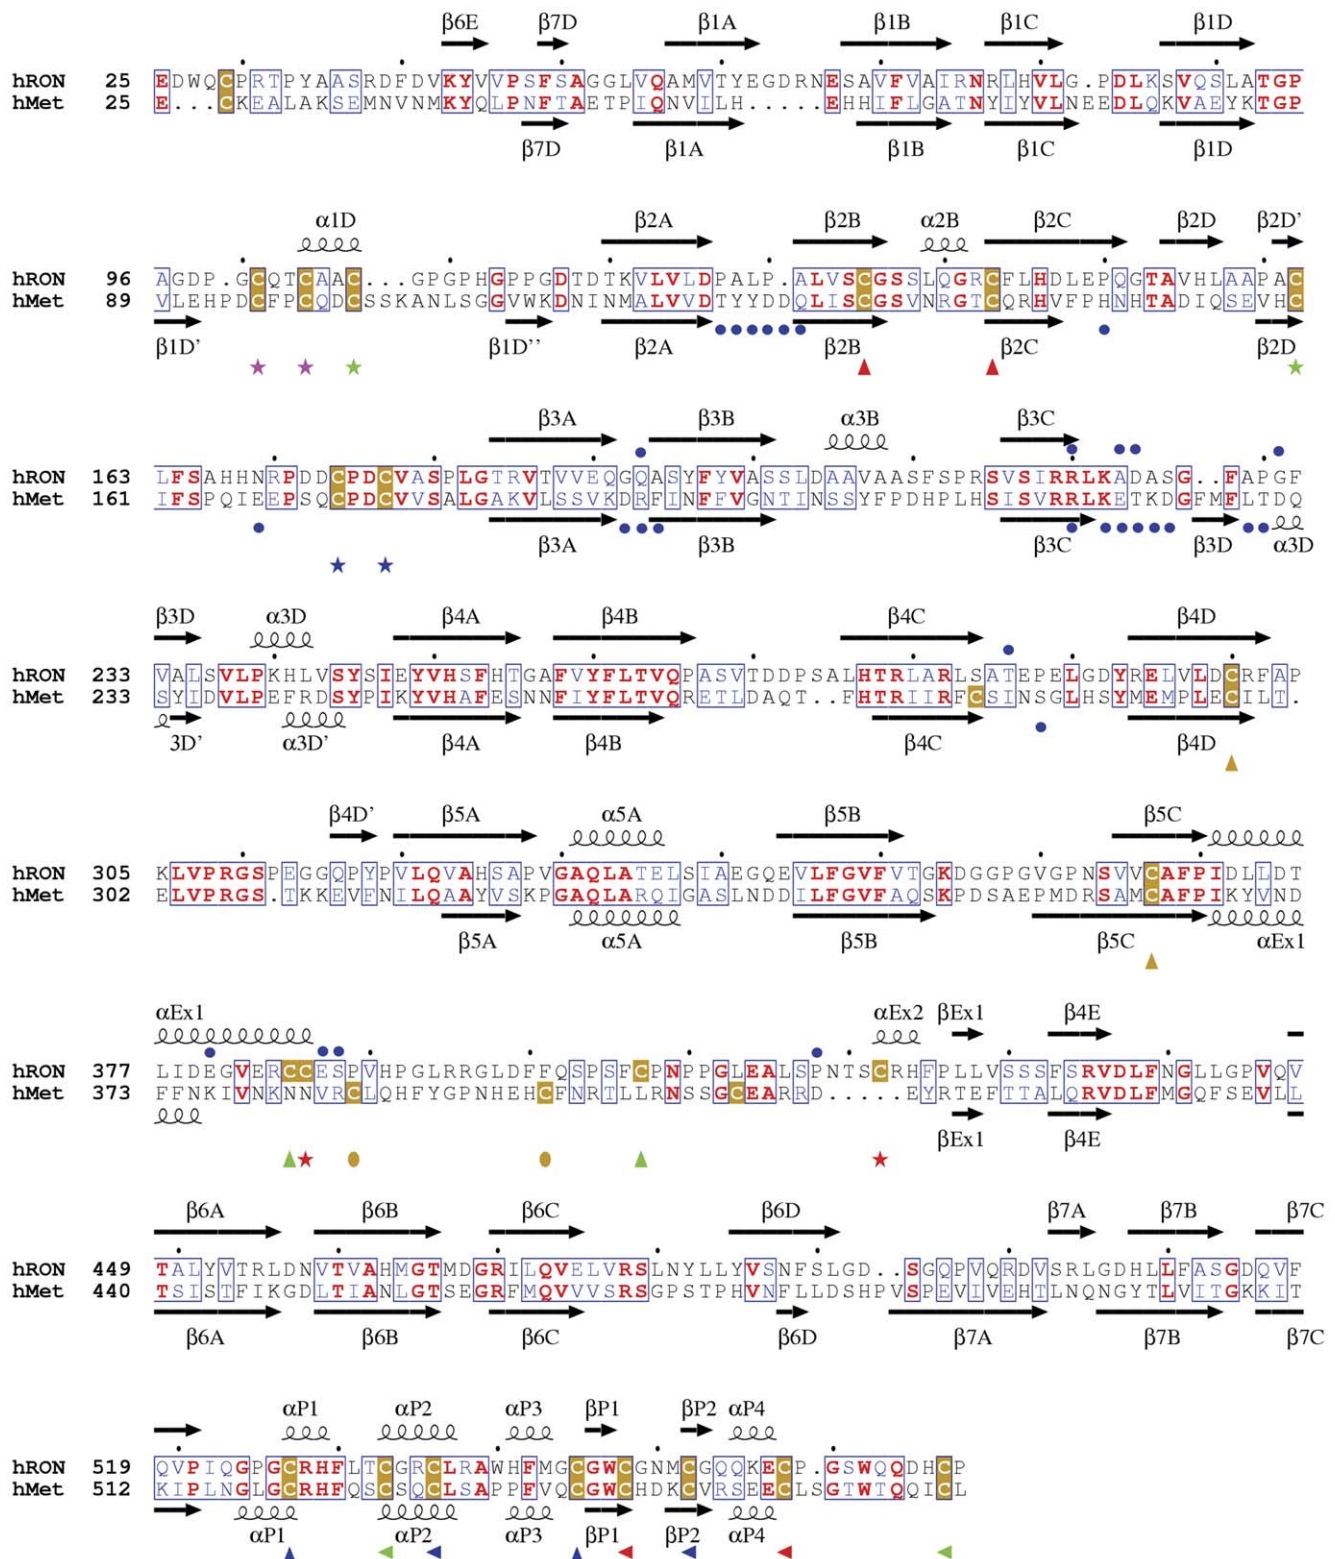 β6E β7D β1A β1B β1C β1D
hRON 25 EDWQCPRTPYAASRDFDVKYVVPSFSAGGLVQAMVTYEGDRNESAVFVAIRNRLHVLG.PDLKSVQSLATGP
hMet 25 E...CKEALAKSEMNVNMKYQLPNFTAETPIQNVILH.....EHHIFLGATNYIYVLNEEDLQKVAEYKTGP
β7D β1A β1B β1C β1D
α1D β2A β2B α2B β2C β2D β2D’
hRON 96 AGDP.GCQTCAAC...GPGPHGPPGDTDTKVLVLDPALP.ALVSCGSSLQGRCFLHDLEPQGTAVHLAAPAC
hMet 89 VLEHPDCFPCQDCSSKANLSGGVWKDNINMALVVDTYYDDQLISCGSVNRGTCQRHVFPHNHTADIQSEVHC
β1D’ β1D’’ β2A β2B β2C β2D
β3A β3B α3B β3C
hRON 163 LFSAHHNRPDDCPDCVASPLGTRVTVVEQGQASYFYVASSLDAAVAASFSPRSVSIRRLKADASG..FAPGF
hMet 161 IFSPQIEEPSQCPDCVVSALGAKVLSSVKDRFINFFVGNTINSSYFPDHPLHSISVRRLKETKDGFMFLTDQ
β3A β3B β3C β3D α3D
β3D α3D β4A β4B β4C β4D
hRON 233 VALSVLPKHLVSYSIEYVHSFHTGAFVYFLTVQPASVTDDPSALHTRLARLSATEPELGDYRELVLDCRFAP
hMet 233 SYIDVLPEFRDSYPIKYVHAFESNNFIYFLTVQRETLDAQT..FHTRIIRFCSINSGLHSYMEMPLECILT.
3D’ α3D’ β4A β4B β4C β4D
β4D’ β5A α5A β5B β5C
hRON 305 KLVPRGSPEGGQPYPVLQVAHSAPVGAQLATELSIAEGQEVLFGVFVTGKDGGPGVGPNSVVCAFPIDLLDT
hMet 302 ELVPRGS.TKKEVFNILQAAYVSKPGAQLARQIGASLNDDILFGVFAQSKPDSAEPMDRSAMCAFPIKYVND
β5A α5A β5B β5C αEx1
αEx1 αEx2 βEx1 β4E
hRON 377 LIDEGVERCCESPVHPGLRRGLDFFQSPSFCPNPPGLEALSPNTSCRHFPLLVSSSFSRVDLFNGLLGPVQV
hMet 373 FFNKIVNKNNVRCLQHFYGPNHEHCFNRTLLRNSSGCEARRD.....EYRTEFTTALQRVDLFMGQFSEVLL
βEx1 β4E
β6A β6B β6C β6D β7A β7B β7C
hRON 449 TALYVTRLDNVTVAHMGTMDGRILQVELVRSLNYLLYVSNFSLGD..SGQPVQRDVSRLGDHLLFASGDQVF
hMet 440 TSISTFIKGDLTIANLGTSEGRFMQVVVSRSGPSTPHVNFLLDSHPVSPEVIVEHTLNQNGYTLVITGKKIT
β6A β6B β6C β6D β7A β7B β7C
αP1 αP2 αP3 βP1 βP2 αP4
hRON 519 QVPIQGPGCRHFLTCGRCLRAWHFMGCGWCGNMCGQQKECP.GSWQQDHCP
hMet 512 KIPLNGLGCRHFQSCSQCLSAPPFVQCGWCHDKCVRSEECLSGTWTQQICL
αP1 αP2 αP3 βP1 βP2 αP4